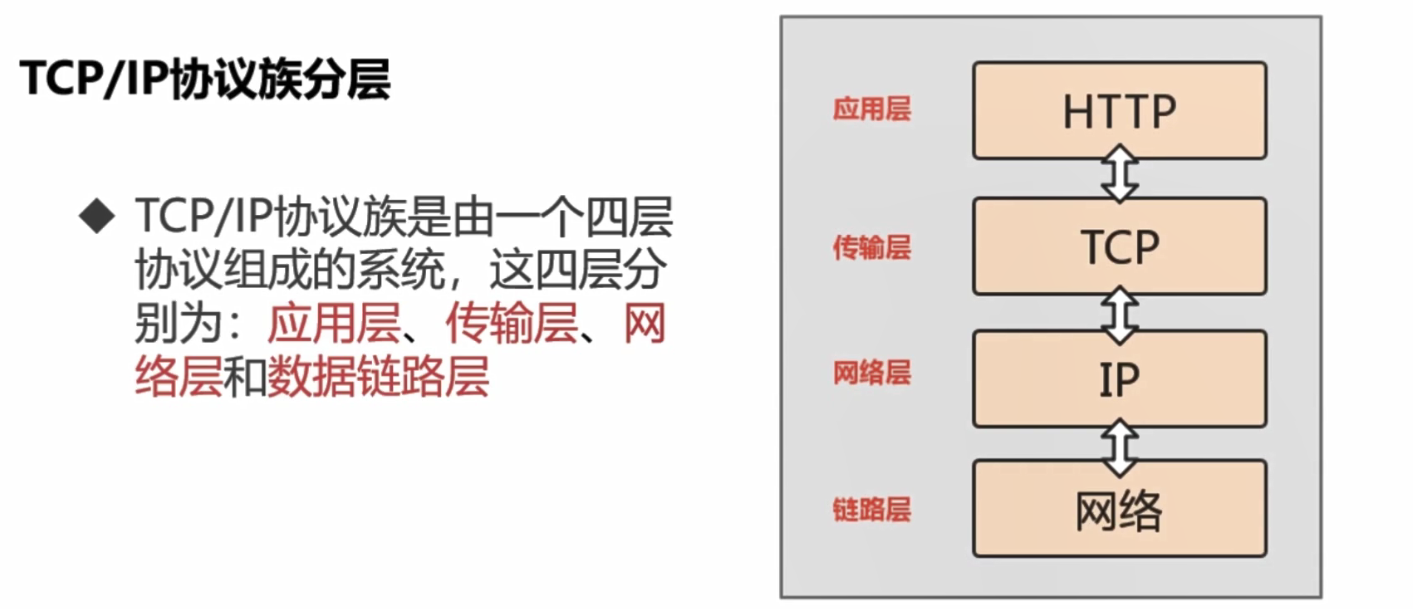 TCP/IP协议族分层
◆ TCP/IP协议族是由一个四层
协议组成的系统，这四层分
别为：应用层、传输层、网
络层和数据链路层
应用层 HTTP
传输层 TCP
网络层 IP
链路层 网络